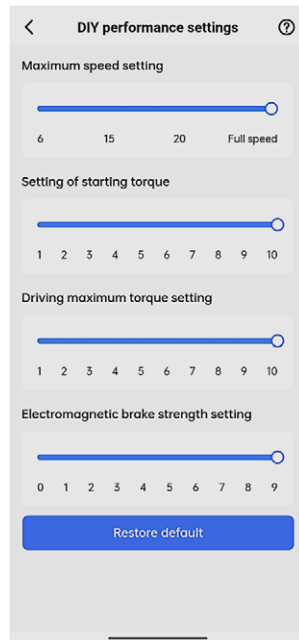 DIY performance settings
Maximum speed setting
6 15 20 Full speed
Setting of starting torque
1 2 3 4 5 6 7 8 9 10
Driving maximum torque setting
1 2 3 4 5 6 7 8 9 10
Electromagnetic brake strength setting
0 1 2 3 4 5 6 7 8 9
Restore default